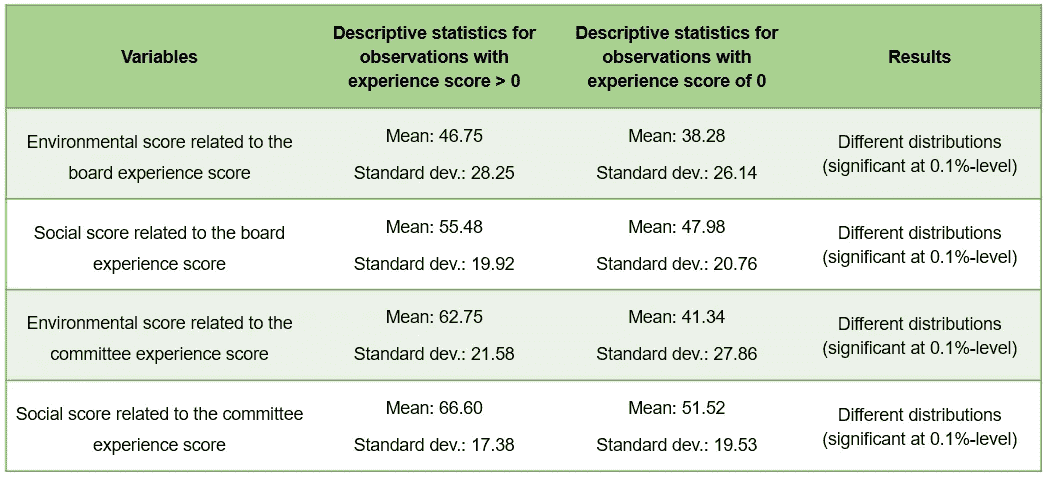 Variables
Descriptive statistics for
observations with
experience score > 0
Descriptive statistics for
observations with
experience score of 0
Results
Environmental score related to the
board experience score
Mean: 46.75
Standard dev.: 28.25
Mean: 38.28
Standard dev.: 26.14
Different distributions
(significant at 0.1%-level)
Social score related to the board
experience score
Mean: 55.48
Standard dev.: 19.92
Mean: 47.98
Standard dev.: 20.76
Different distributions
(significant at 0.1%-level)
Environmental score related to the
committee experience score
Mean: 62.75
Standard dev.: 21.58
Mean: 41.34
Standard dev.: 27.86
Different distributions
(significant at 0.1%-level)
Social score related to the committee
experience score
Mean: 66.60
Standard dev.: 17.38
Mean: 51.52
Standard dev.: 19.53
Different distributions
(significant at 0.1%-level)